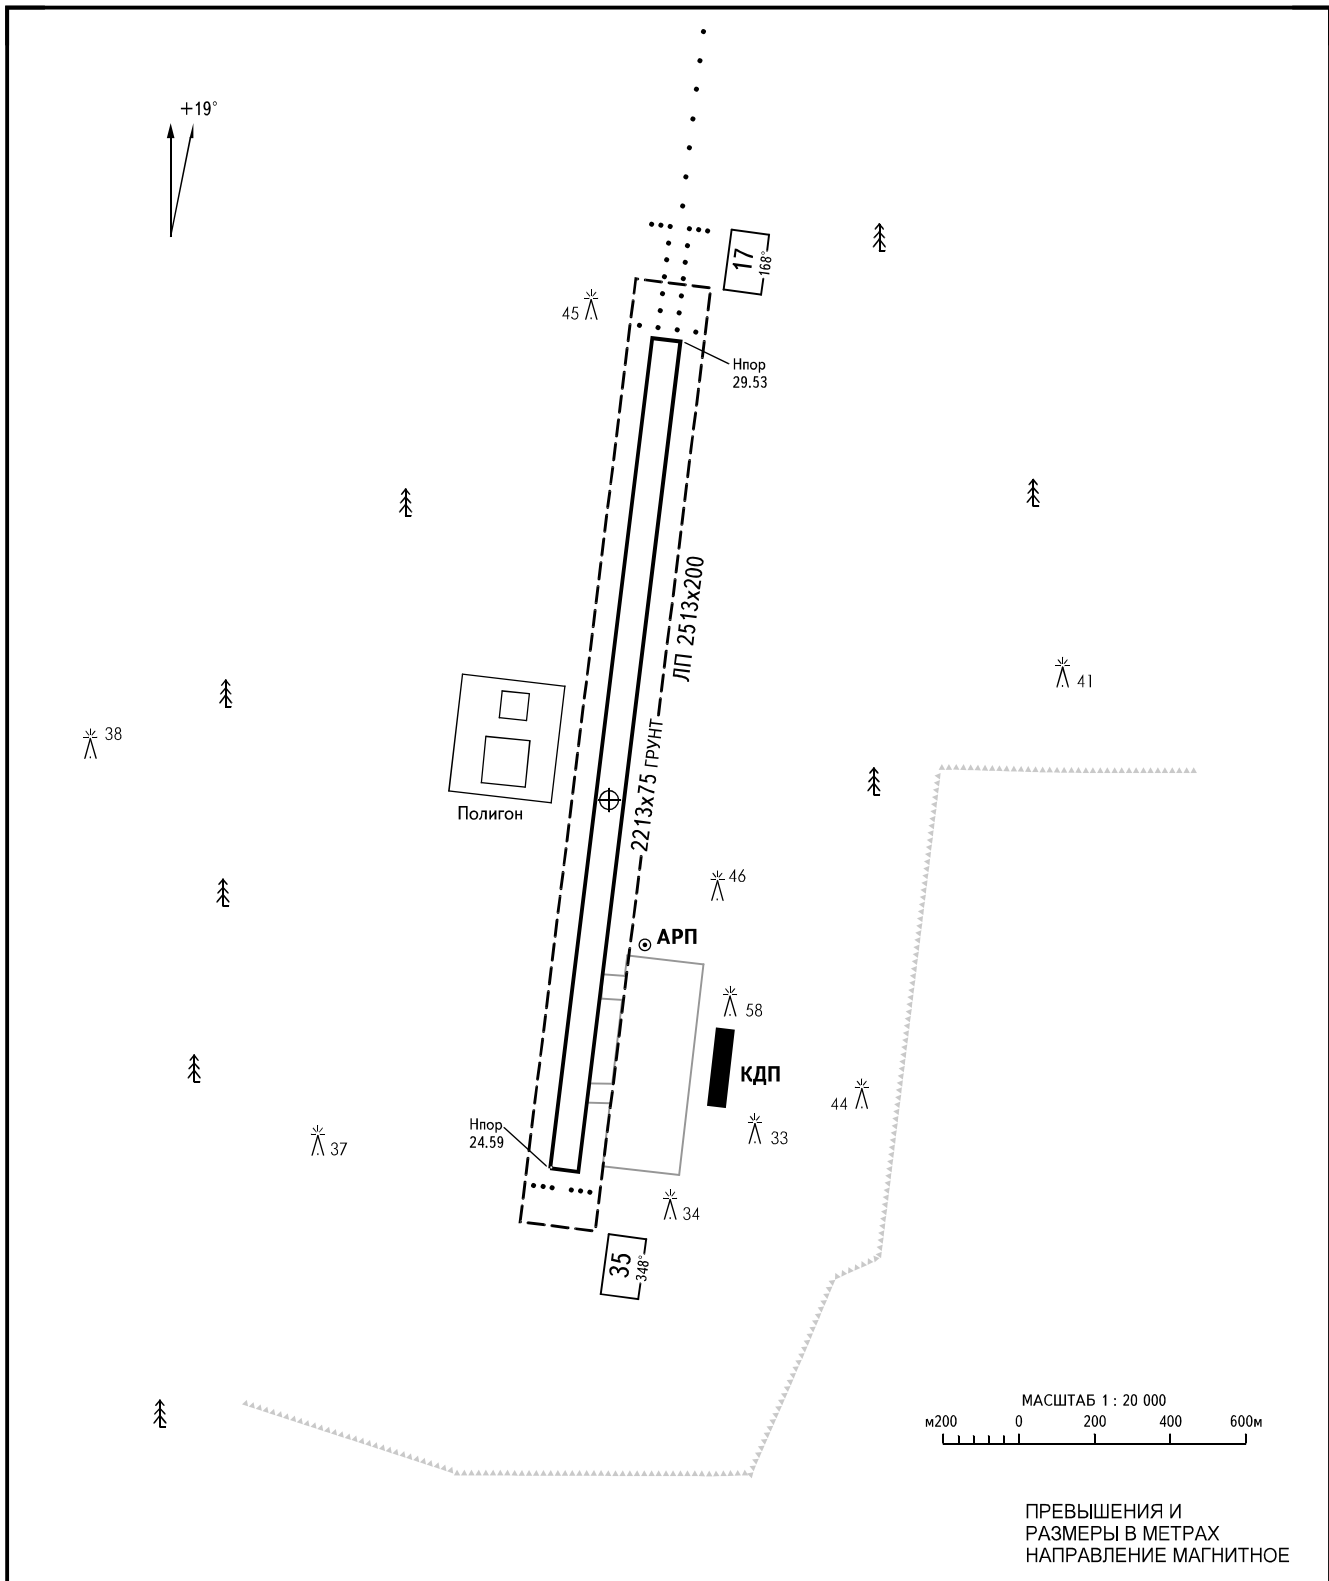 +19°
17
168°
45
Нпор
29.53
ЛП 2513х200
2213х75 ГРУНТ
41
38
Полигон
46
АРП
58
КДП
44
33
Нпор
24.59
37
34
35
348°
МАСШТАБ 1 : 20 000
м200 0 200 400 600м
ПРЕВЫШЕНИЯ И
РАЗМЕРЫ В МЕТРАХ
НАПРАВЛЕНИЕ МАГНИТНОЕ